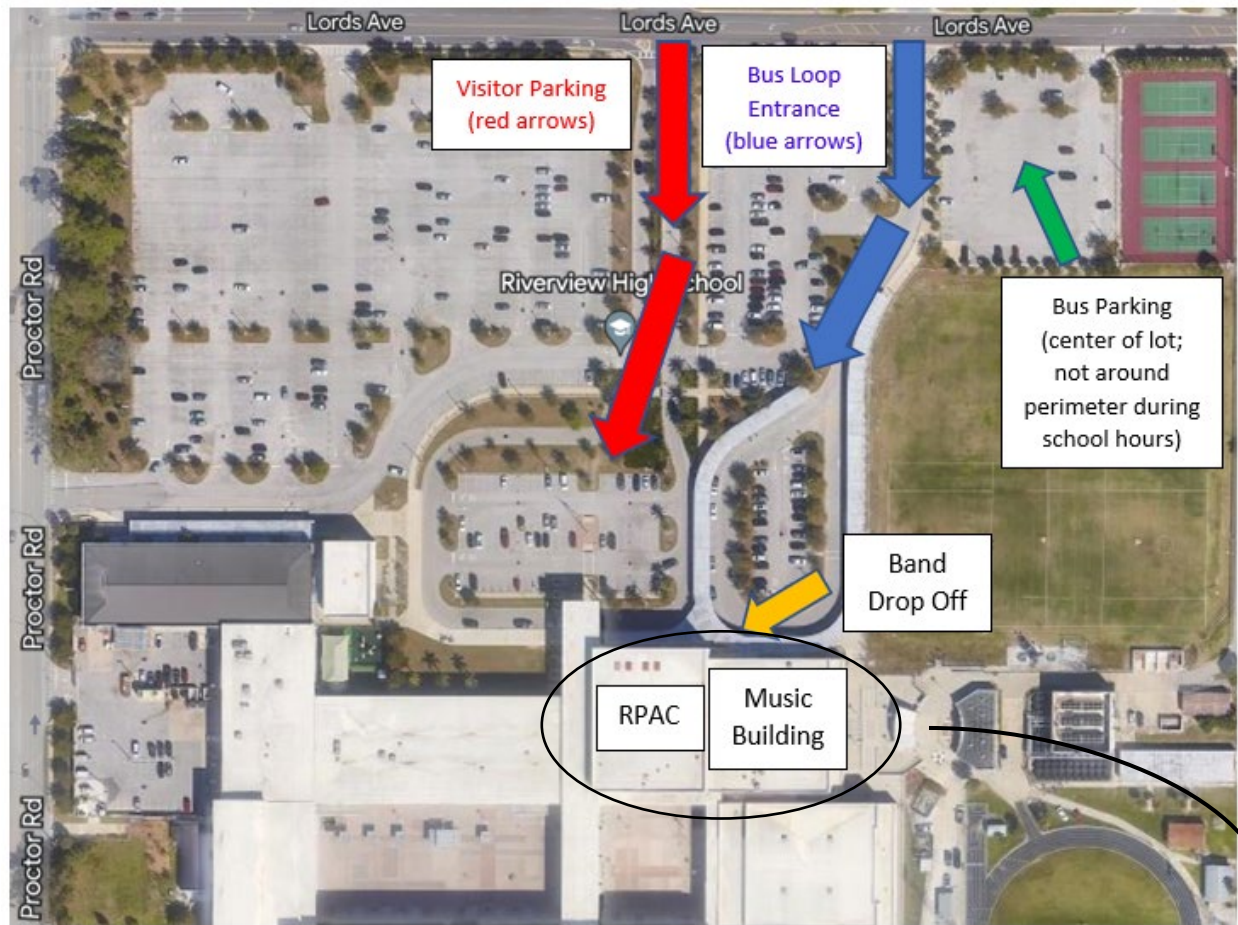 Lords Ave
Lords Ave
Lords Ave
Visitor Parking
(red arrows)
Bus Loop
Entrance
(blue arrows)
Proctor Rd
Riverview High School
Bus Parking
(center of lot;
not around
perimeter during
school hours)
Proctor Rd
Band
Drop Off
RPAC
Music
Building
Proctor Rd